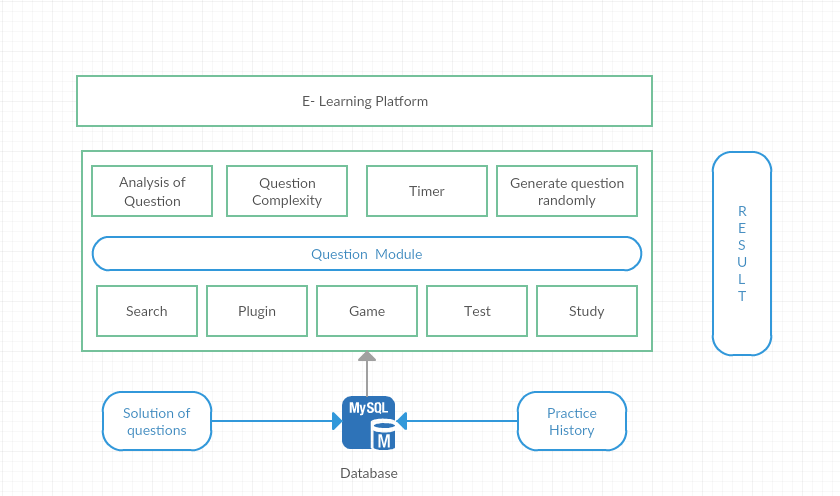 E- Learning Platform
Analysis of
Question
Question
Complexity
Timer
Generate question
randomly
Question  Module
Search
Plugin
Game
Test
Study
R
E
S
U
L
T
Solution of
questions
MySQL
M
Practice
History
Database